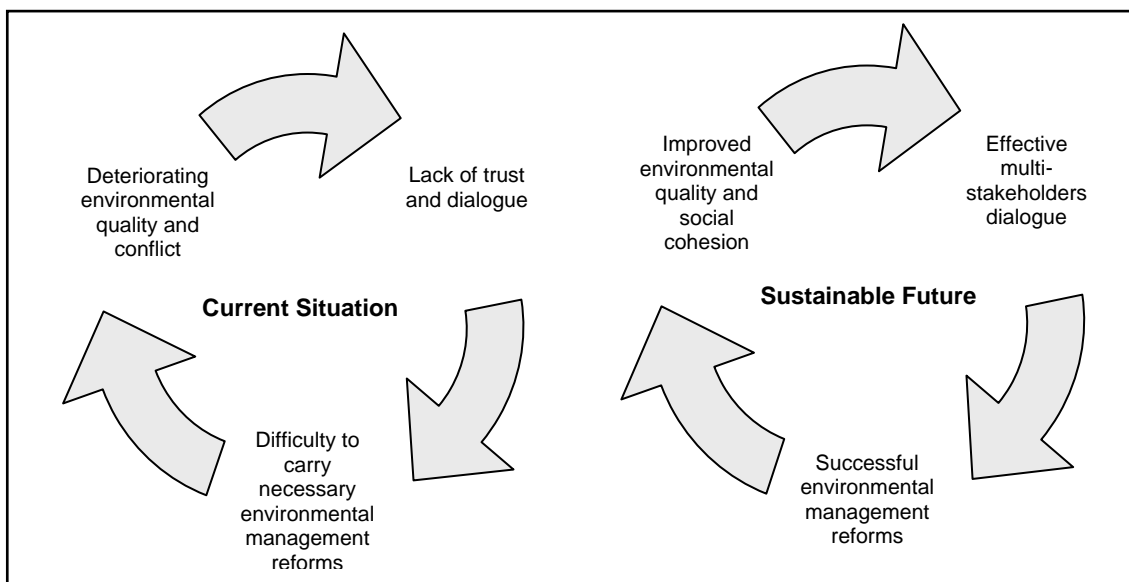 Deteriorating
environmental
quality and
conflict
Lack of trust
and dialogue
Current Situation
Difficulty to
carry
necessary
environmental
management
reforms
Improved
environmental
quality and
social
cohesion
Effective
multi-
stakeholders
dialogue
Sustainable Future
Successful
environmental
management
reforms